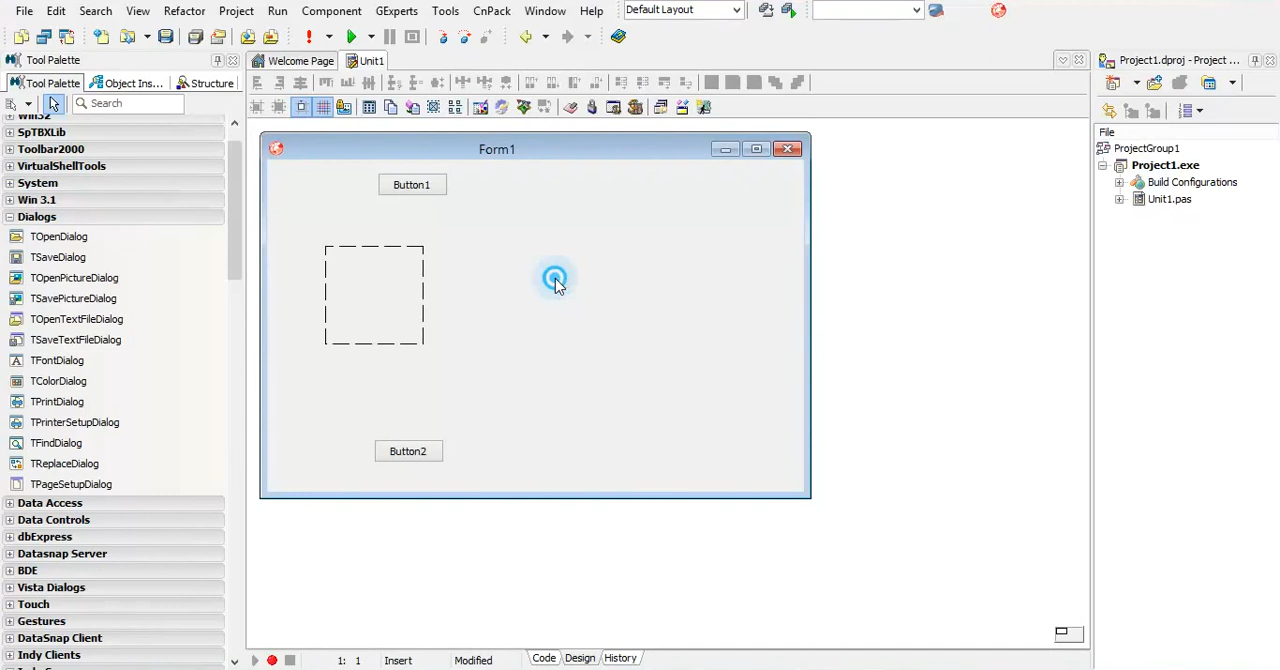 File Edit Search View Refactor Project Run Component GExperts Tools CnPack Window Help Default Layout
Tool Palette
Welcome Page Unit1
Project1.dproj - Project ...
Tool Palette Object Ins... Structure
Search
Win32
SpTBXLib
Toolbar2000
VirtualShellTools
System
Win 3.1
Dialogs
TOpenDialog
TSaveDialog
TOpenPictureDialog
TSavePictureDialog
TOpenTextFileDialog
TSaveTextFileDialog
TFontDialog
TColorDialog
TPrintDialog
TPrinterSetupDialog
TFindDialog
TReplaceDialog
TPageSetupDialog
Data Access
Data Controls
dbExpress
Datasnap Server
BDE
Vista Dialogs
Touch
Gestures
DataSnap Client
Indy Clients
Form1
Button1
Button2
File
ProjectGroup1
Project1.exe
Build Configurations
Unit1.pas
1: 1 Insert Modified Code Design History